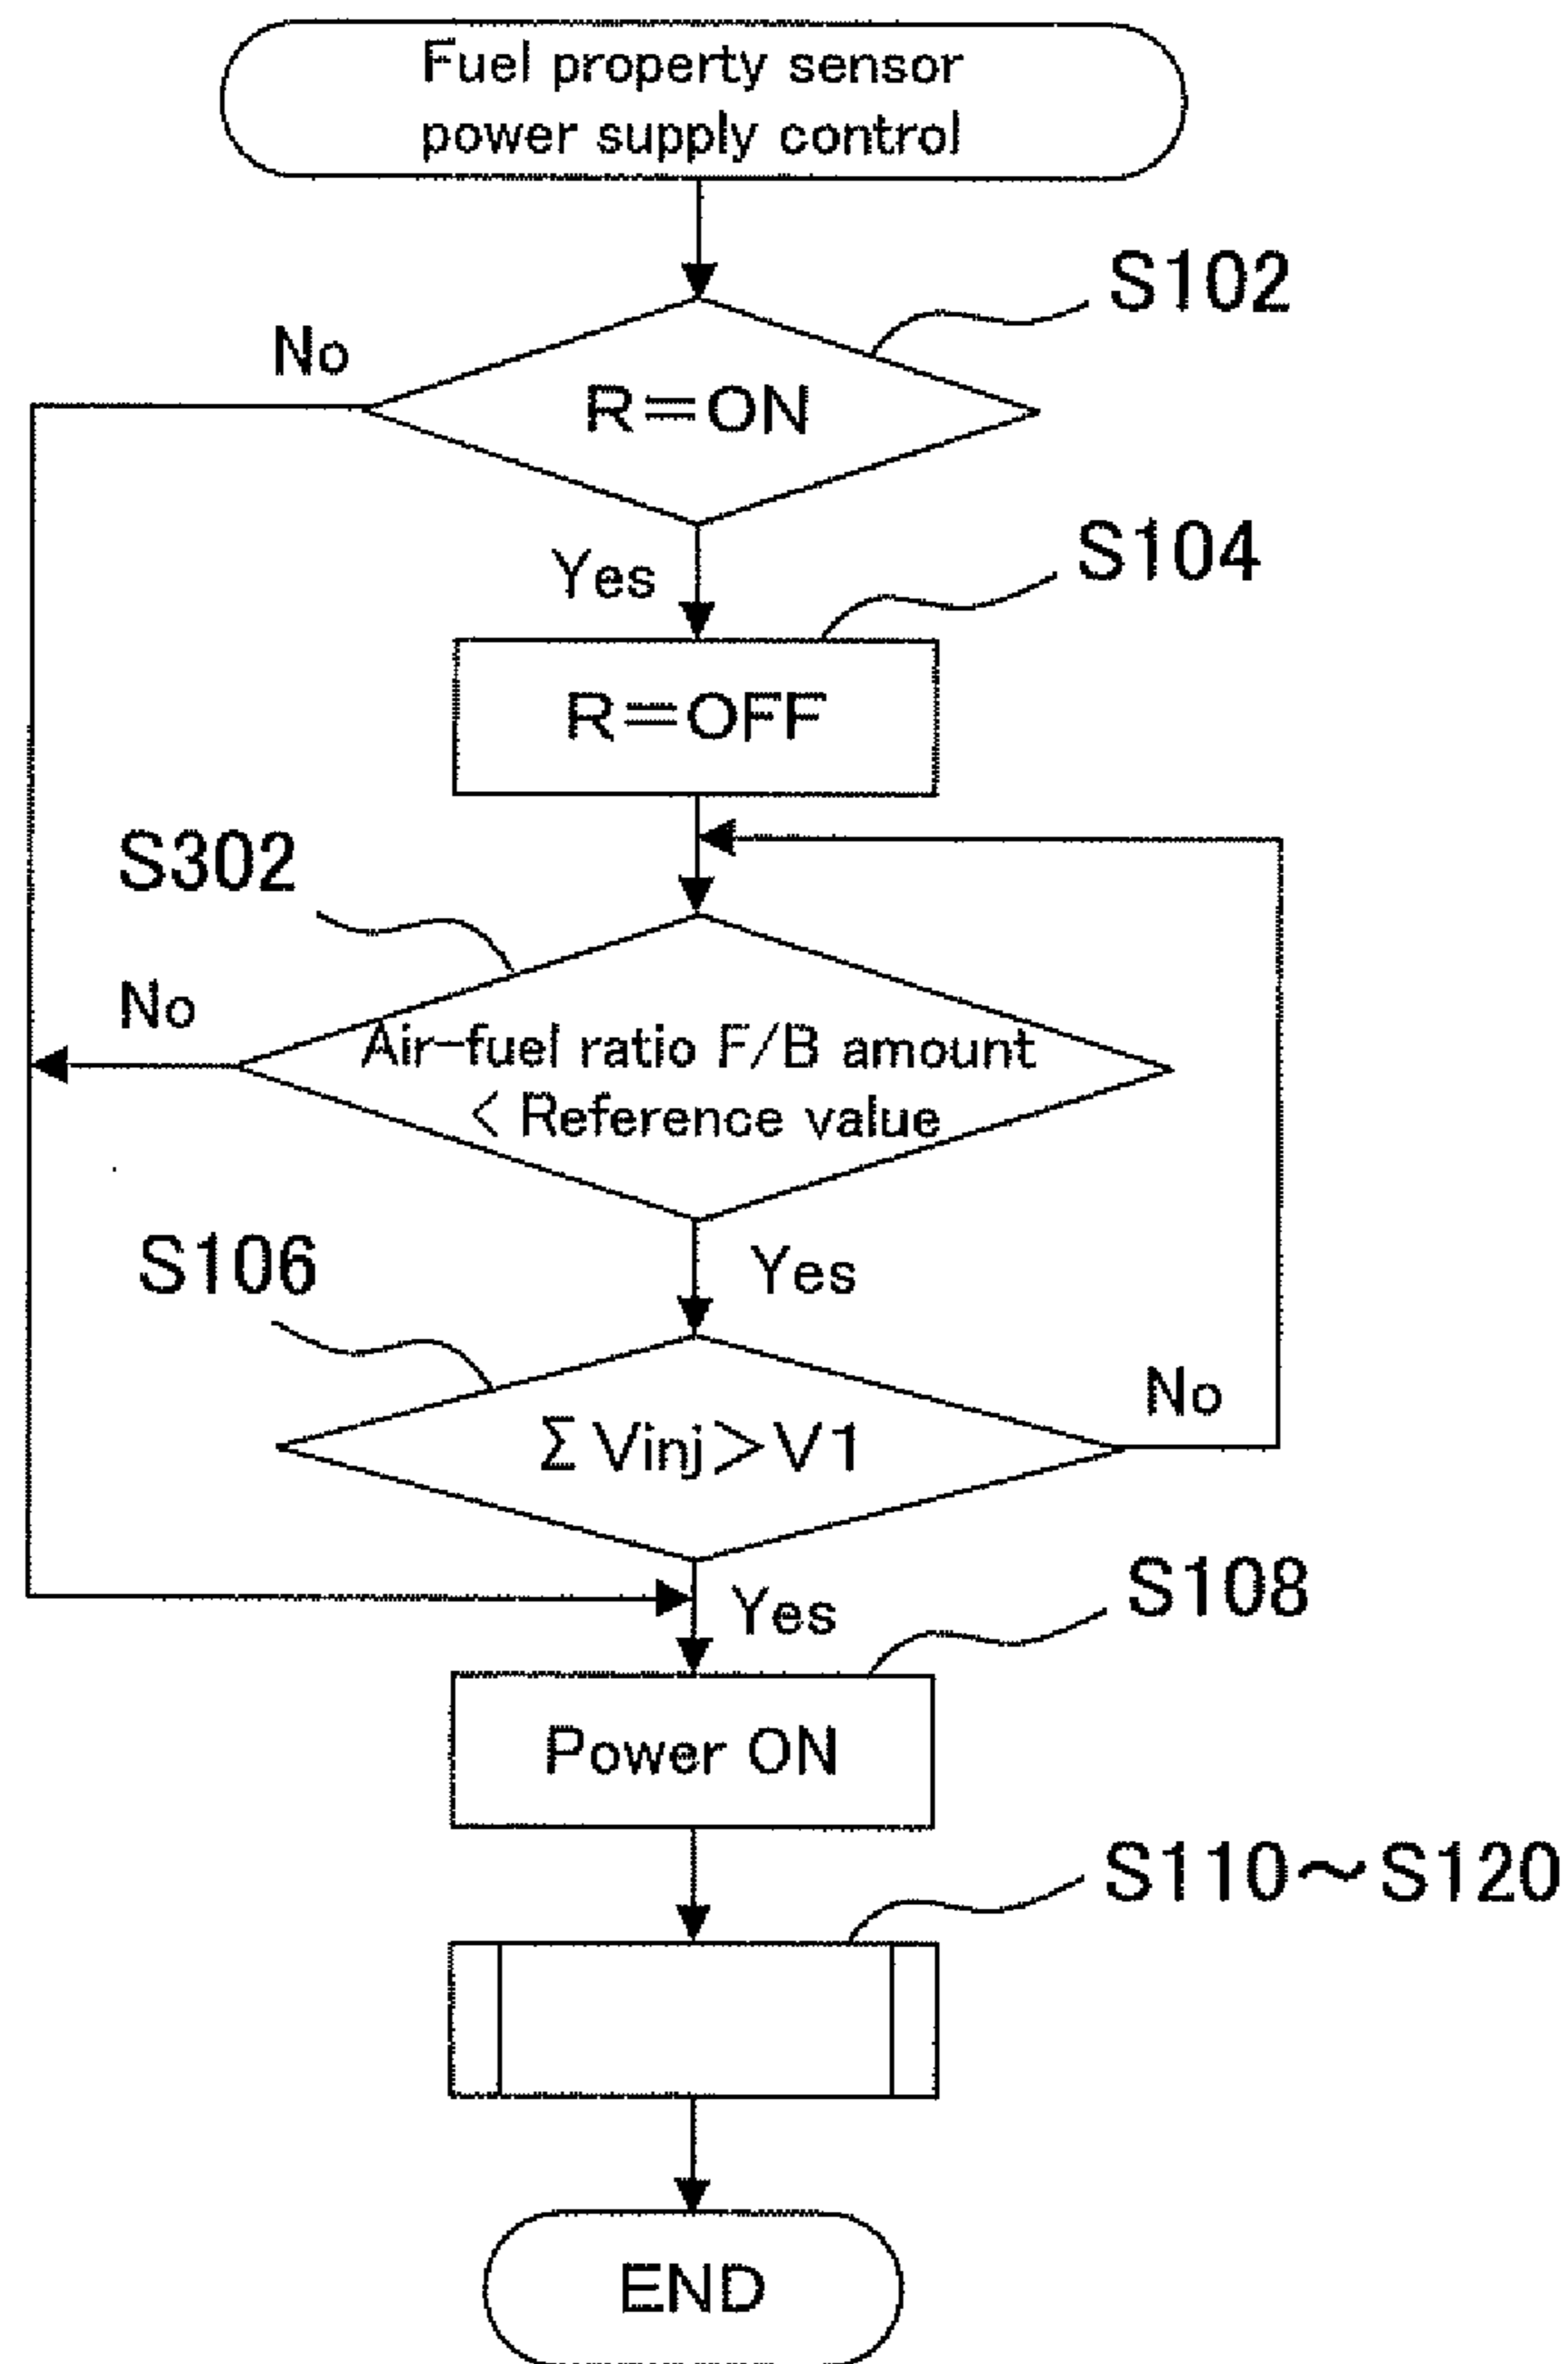 Fuel property sensor
power supply control
S102
No
R=ON
Yes
S104
R=OFF
S302
No
Air-fuel ratio F/B amount
< Reference value
Yes
S106
No
Σ Vinj>V1
Yes
S108
Power ON
S110~S120
END